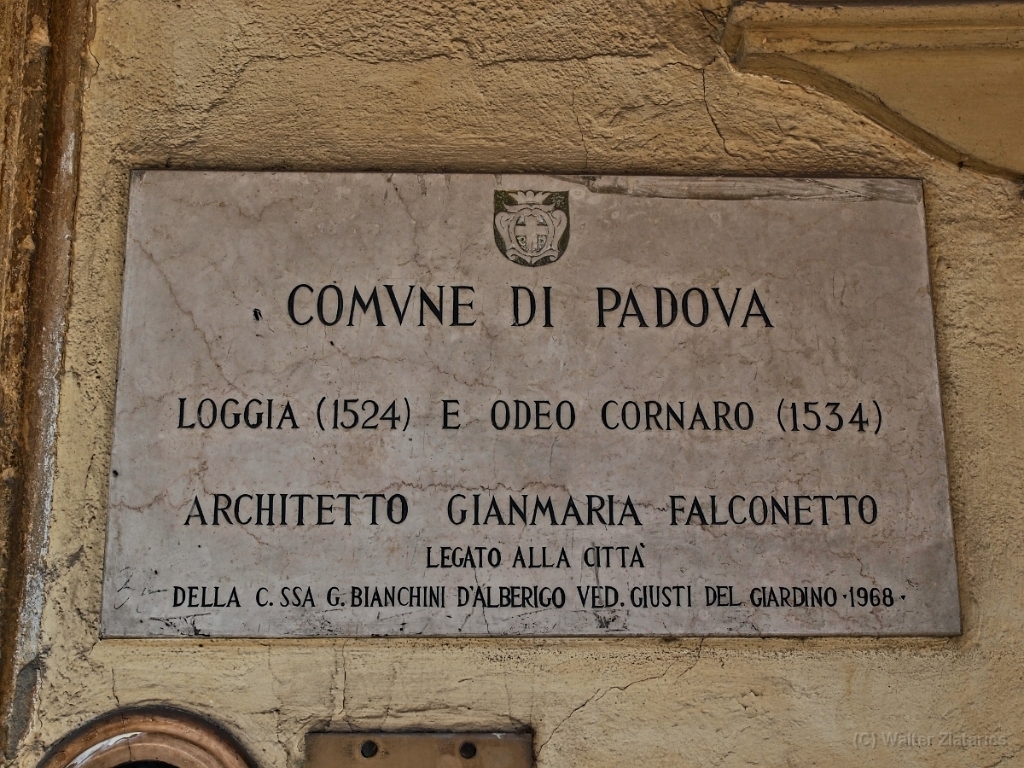 COMVNE DI PADOVA
LOGGIA (1524) E ODEO CORNARO (1534)
ARCHITETTO GIANMARIA FALCONETTO
LEGATO ALLA CITTÀ
DELLA C. SSA G. BIANCHINI D'ALBERIGO VED. GIUSTI DEL GIARDINO · 1968 ·
(C) Walter Zlatarics